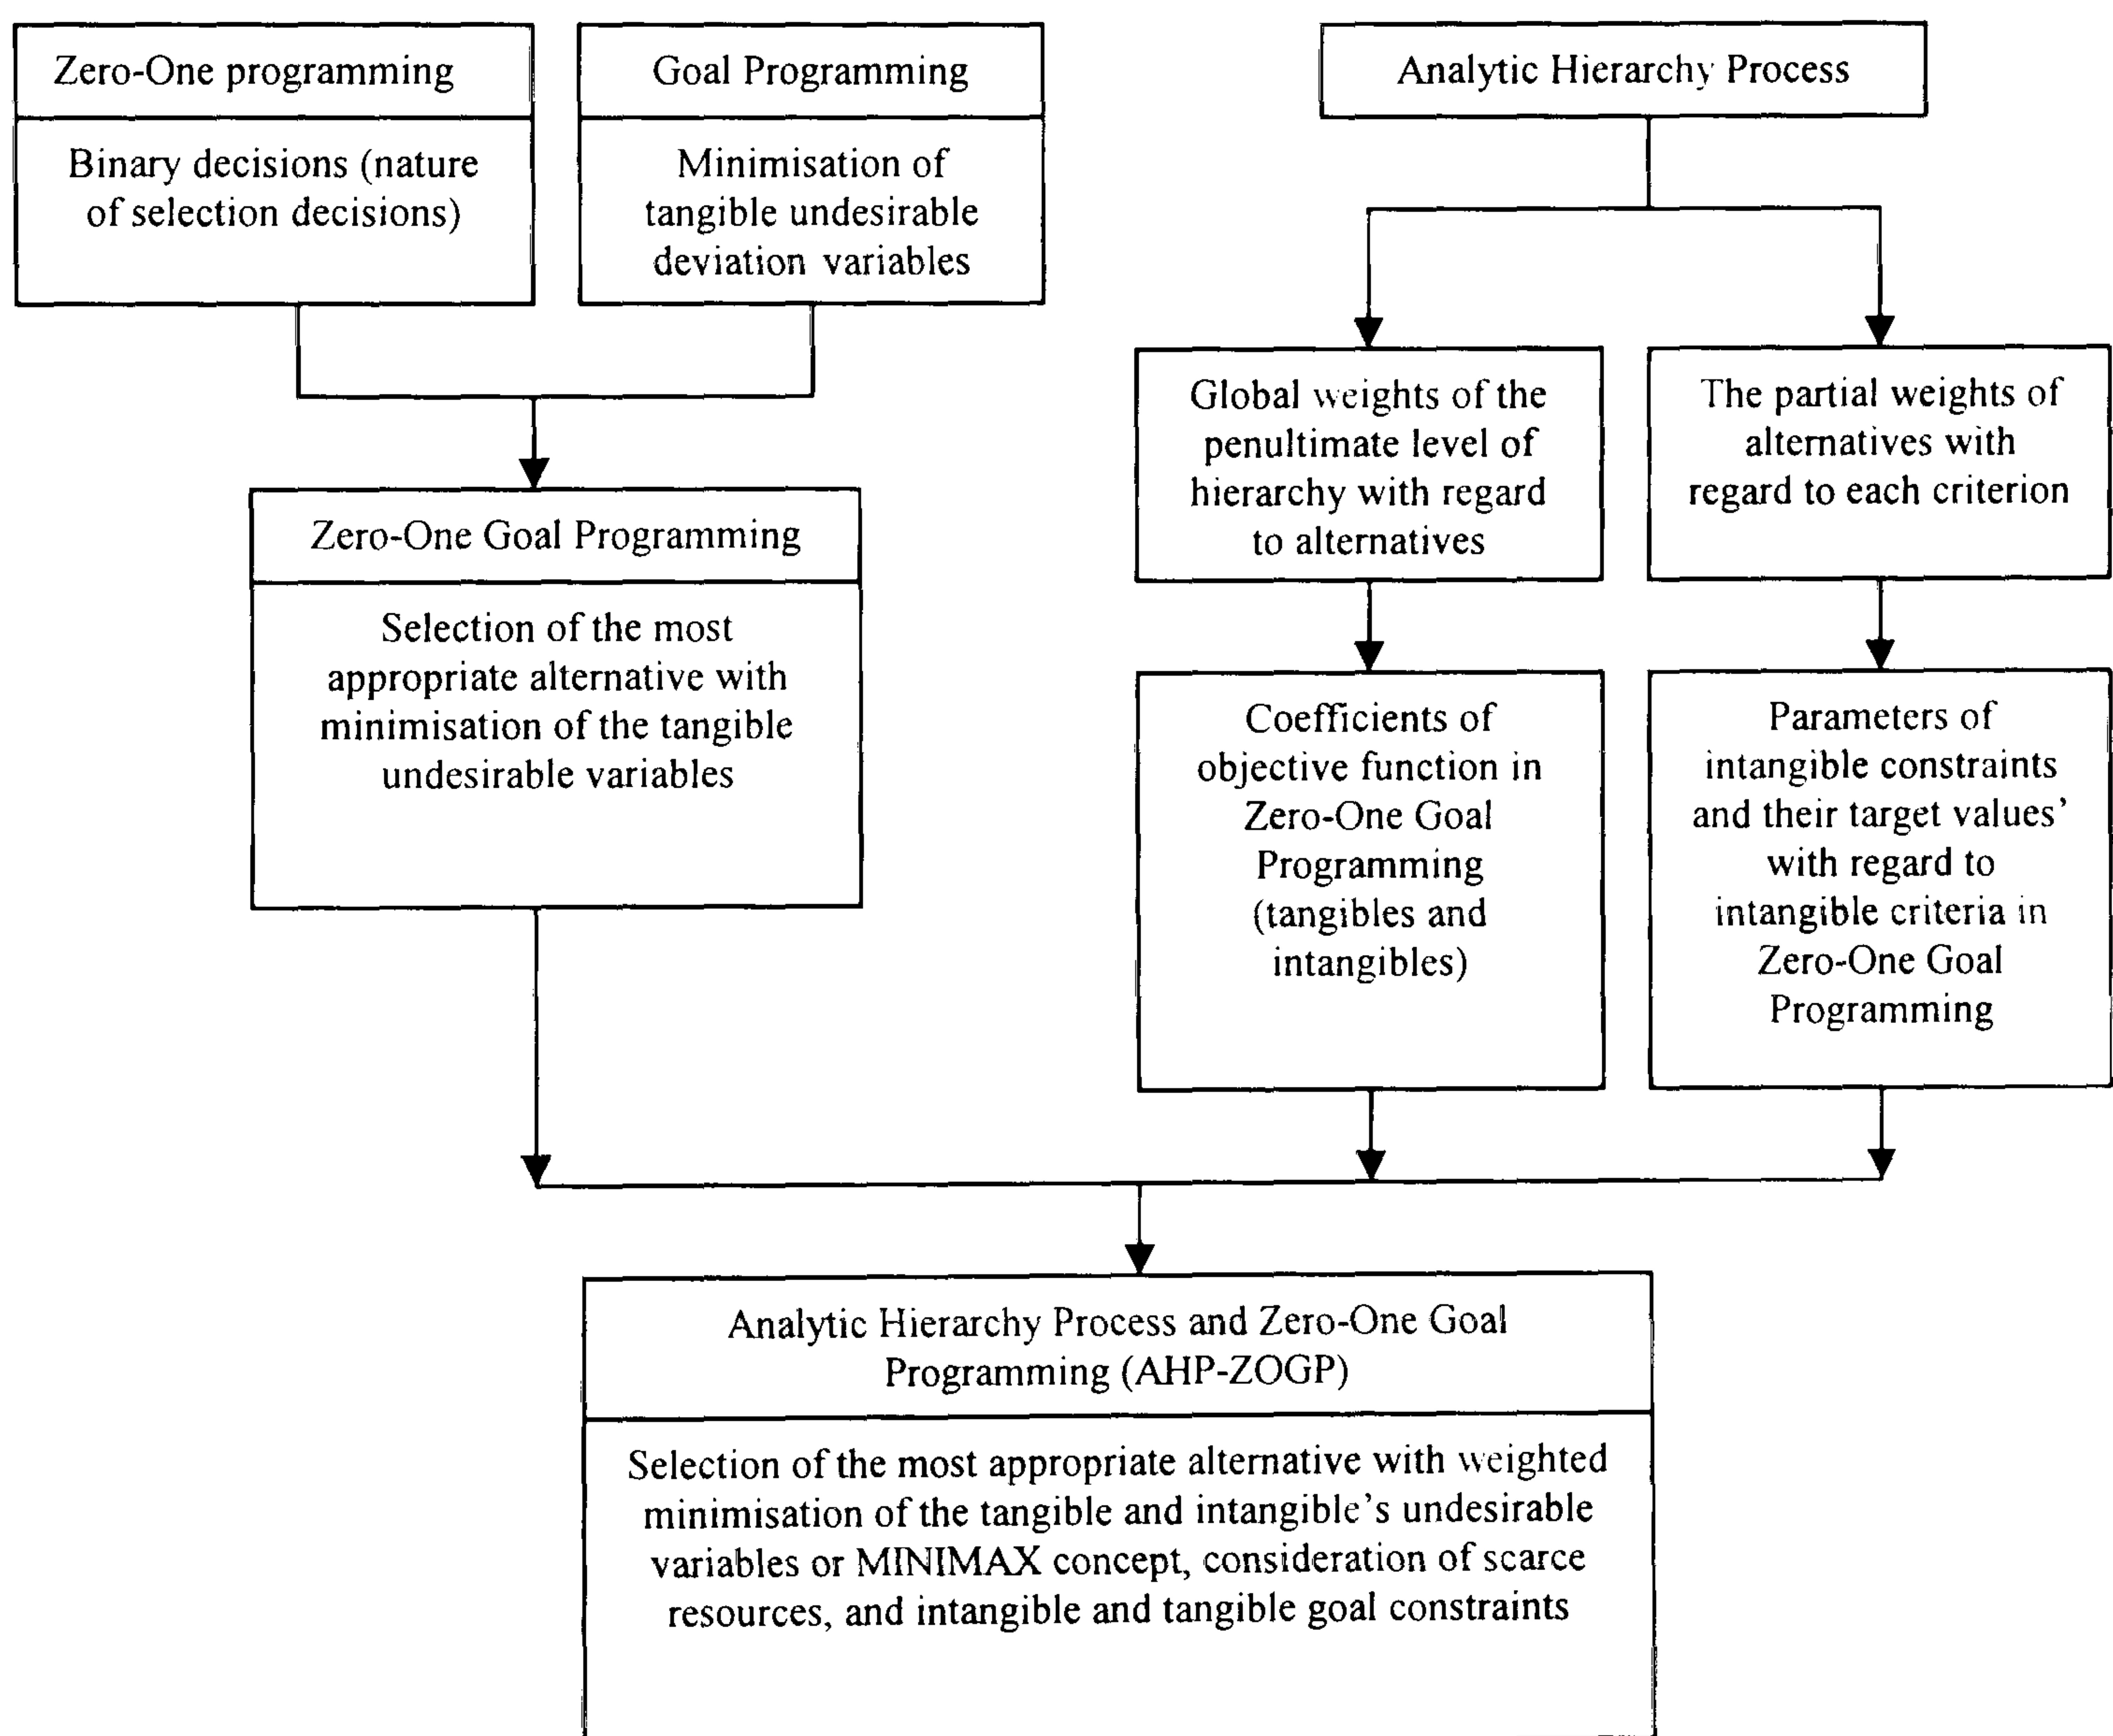 Zero-One programming
Binary decisions (nature
of selection decisions)
Goal Programming
Minimisation of
tangible undesirable
deviation variables
Analytic Hierarchy Process
Global weights of the
penultimate level of
hierarchy with regard
to alternatives
The partial weights of
alternatives with
regard to each criterion
Zero-One Goal Programming
Selection of the most
appropriate alternative with
minimisation of the tangible
undesirable variables
Coefficients of
objective function in
Zero-One Goal
Programming
(tangibles and
intangibles)
Parameters of
intangible constraints
and their target values’
with regard to
intangible criteria in
Zero-One Goal
Programming
Analytic Hierarchy Process and Zero-One Goal
Programming (AHP-ZOGP)
Selection of the most appropriate alternative with weighted
minimisation of the tangible and intangible’s undesirable
variables or MINIMAX concept, consideration of scarce
resources, and intangible and tangible goal constraints